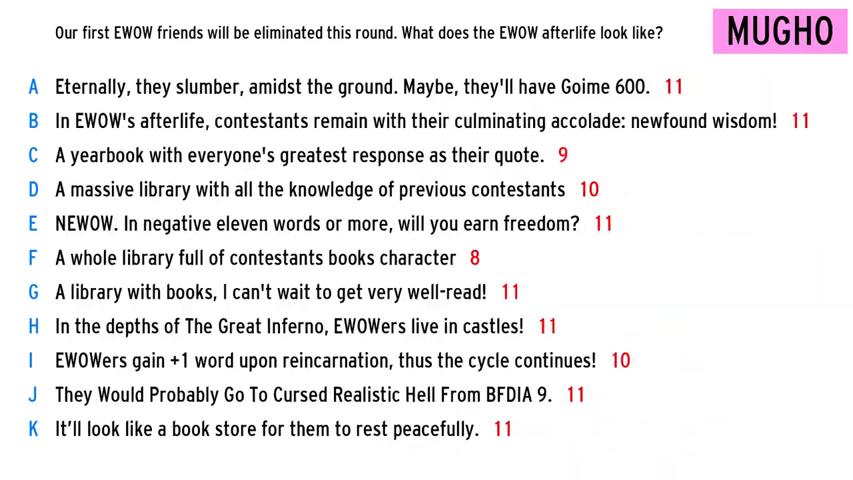 Our first EWOW friends will be eliminated this round. What does the EWOW afterlife look like?
MUGHO
A Eternally, they slumber, amidst the ground. Maybe, they'll have Goime 600. 11
B In EWOW's afterlife, contestants remain with their culminating accolade: newfound wisdom! 11
C A yearbook with everyone's greatest response as their quote. 9
D A massive library with all the knowledge of previous contestants 10
E NEWOW. In negative eleven words or more, will you earn freedom? 11
F A whole library full of contestants books character 8
G A library with books, I can't wait to get very well-read! 11
H In the depths of The Great Inferno, EWOWers live in castles! 11
I EWOWers gain +1 word upon reincarnation, thus the cycle continues! 10
J They Would Probably Go To Cursed Realistic Hell From BFDIA 9. 11
K It’ll look like a book store for them to rest peacefully. 11